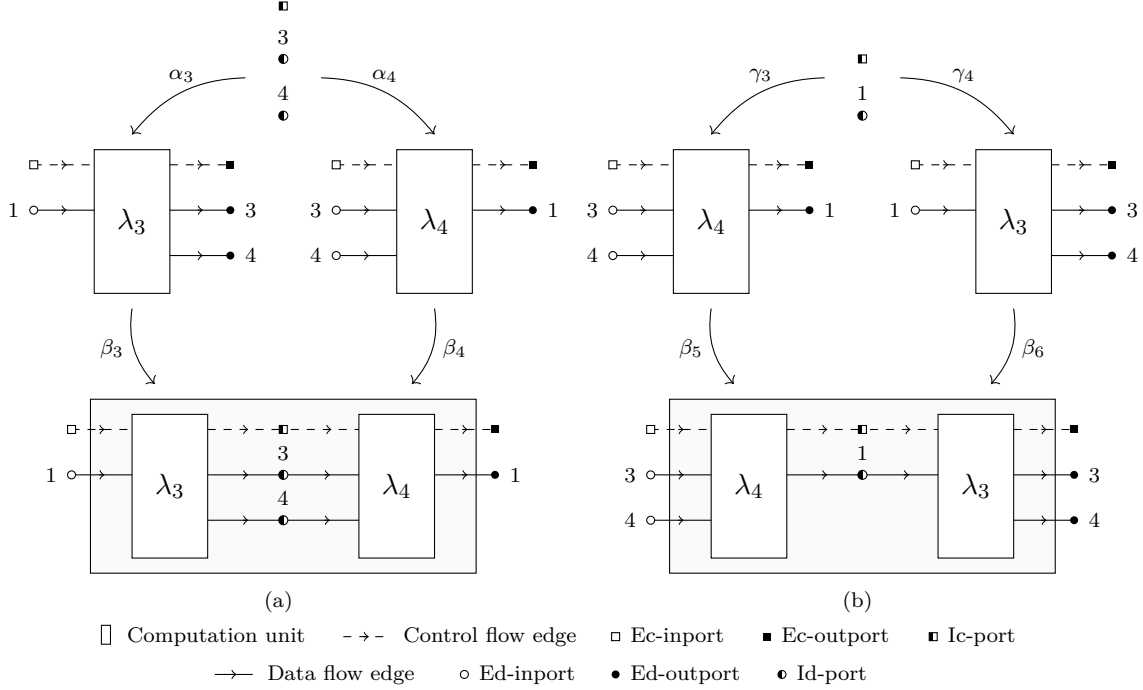 3
4
1
α₃ α₄ γ₃ γ₄
1 λ₃ 3 4
3 4 λ₄ 1
3 4 λ₄ 1
1 λ₃ 3 4
β₃ β₄ β₅ β₆
1 λ₃ 3 4 λ₄ 1
3 4 λ₄ 1 λ₃ 3 4
(a) (b)
Computation unit Control flow edge Ec-inport Ec-outport Ic-port
Data flow edge Ed-inport Ed-outport Id-port